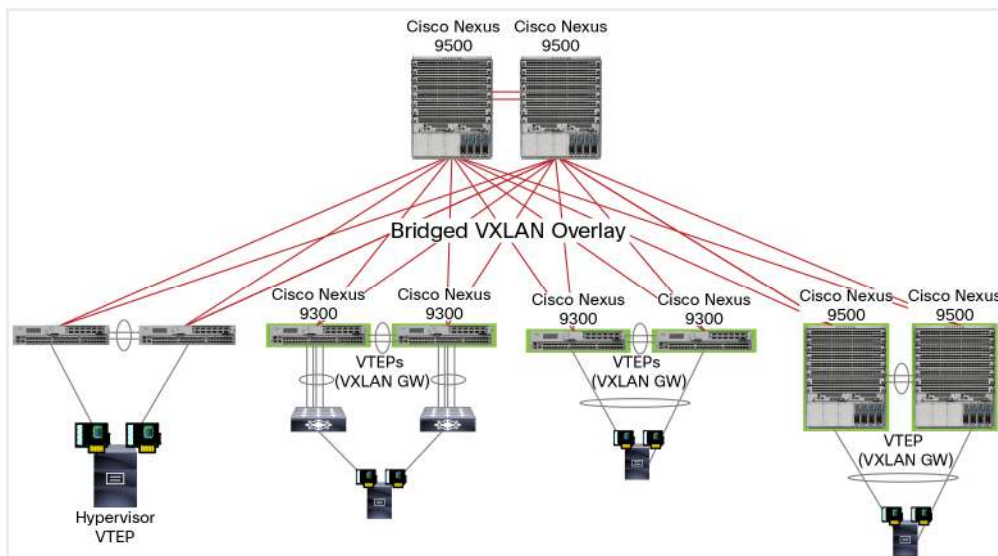 Cisco Nexus
9500
Cisco Nexus
9500
Bridged VXLAN Overlay
Cisco Nexus
9300
Cisco Nexus
9300
Cisco Nexus
9300
Cisco Nexus
9300
Cisco Nexus
9500
Cisco Nexus
9500
VTEPs
(VXLAN GW)
VTEPs
(VXLAN GW)
VTEP
(VXLAN GW)
Hypervisor
VTEP